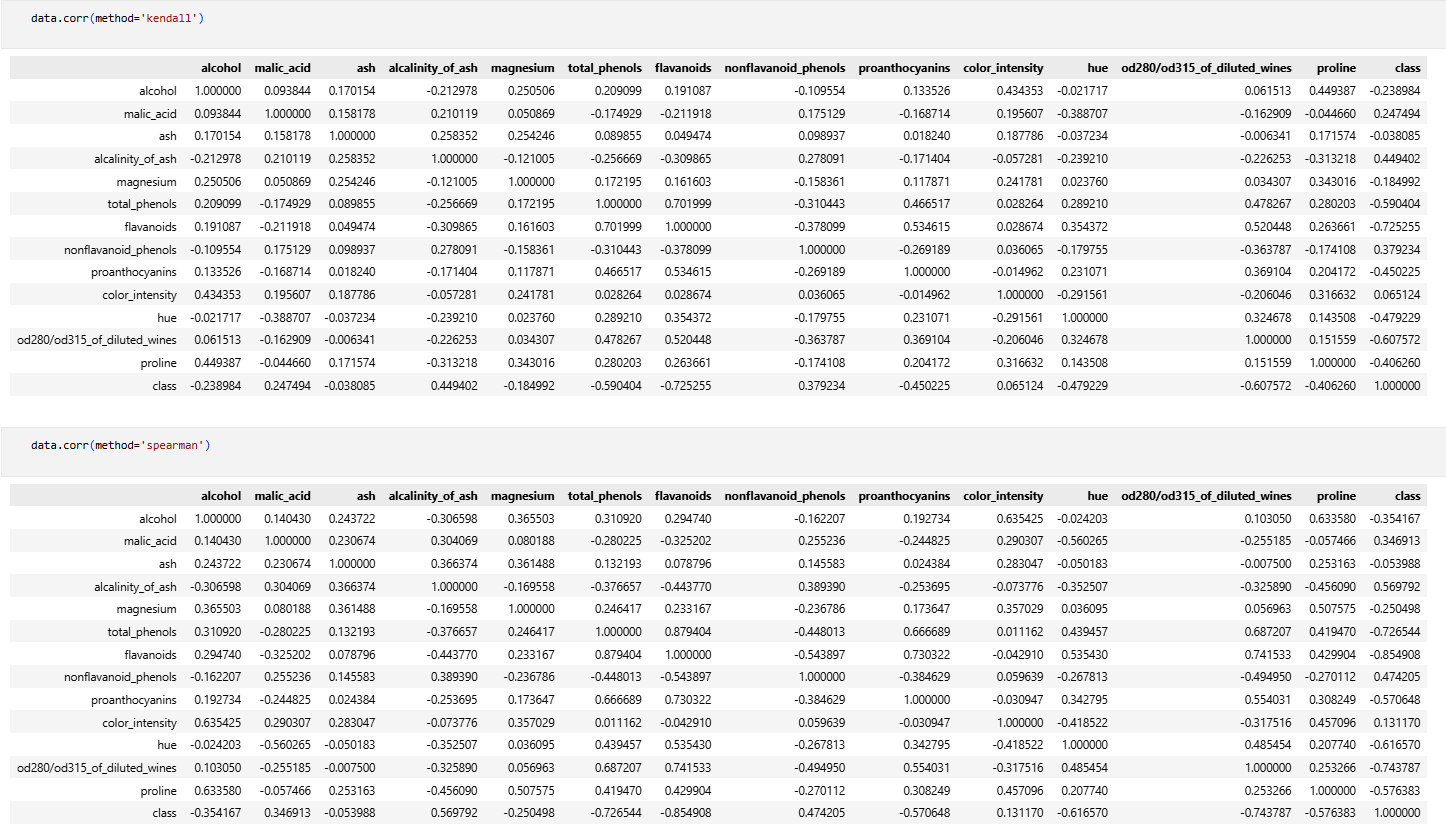 data.corr(method='kendall')
alcohol malic_acid ash alcalinity_of_ash magnesium total_phenols flavanoids nonflavanoid_phenols proanthocyanins color_intensity hue od280/od315_of_diluted_wines proline class
alcohol 1.000000 0.093844 0.170154 -0.212978 0.250506 0.209099 0.191087 -0.109554 0.133526 0.434353 -0.021717 0.061513 0.449387 -0.238984
malic_acid 0.093844 1.000000 0.158178 0.210119 0.050869 -0.174929 -0.211918 0.175129 -0.168714 0.195607 -0.388707 -0.162909 -0.044660 0.247494
ash 0.170154 0.158178 1.000000 0.258352 0.254246 0.089855 0.049474 0.098937 0.018240 0.187786 -0.037234 -0.006341 0.171574 -0.038085
alcalinity_of_ash -0.212978 0.210119 0.258352 1.000000 -0.121005 -0.256669 -0.309865 0.278091 -0.171404 -0.057281 -0.239210 -0.226253 -0.313218 0.449402
magnesium 0.250506 0.050869 0.254246 -0.121005 1.000000 0.172195 0.161603 -0.158361 0.117871 0.241781 0.023760 0.034307 0.343016 -0.184992
total_phenols 0.209099 -0.174929 0.089855 -0.256669 0.172195 1.000000 0.701999 -0.310443 0.466517 0.028264 0.289210 0.478267 0.280203 -0.590404
flavanoids 0.191087 -0.211918 0.049474 -0.309865 0.161603 0.701999 1.000000 -0.378099 0.534615 0.028674 0.354372 0.520448 0.263661 -0.725255
nonflavanoid_phenols -0.109554 0.175129 0.098937 0.278091 -0.158361 -0.310443 -0.378099 1.000000 -0.269189 0.036065 -0.179755 -0.363787 -0.174108 0.379234
proanthocyanins 0.133526 -0.168714 0.018240 -0.171404 0.117871 0.466517 0.534615 -0.269189 1.000000 -0.014962 0.231071 0.369104 0.204172 -0.450225
color_intensity 0.434353 0.195607 0.187786 -0.057281 0.241781 0.028264 0.028674 0.036065 -0.014962 1.000000 -0.291561 -0.206046 0.316632 0.065124
hue -0.021717 -0.388707 -0.037234 -0.239210 0.023760 0.289210 0.354372 -0.179755 0.231071 -0.291561 1.000000 0.324678 0.143508 -0.479229
od280/od315_of_diluted_wines 0.061513 -0.162909 -0.006341 -0.226253 0.034307 0.478267 0.520448 -0.363787 0.369104 -0.206046 0.324678 1.000000 0.151559 -0.607572
proline 0.449387 -0.044660 0.171574 -0.313218 0.343016 0.280203 0.263661 -0.174108 0.204172 0.316632 0.143508 0.151559 1.000000 -0.406260
class -0.238984 0.247494 -0.038085 0.449402 -0.184992 -0.590404 -0.725255 0.379234 -0.450225 0.065124 -0.479229 -0.607572 -0.406260 1.000000
data.corr(method='spearman')
alcohol malic_acid ash alcalinity_of_ash magnesium total_phenols flavanoids nonflavanoid_phenols proanthocyanins color_intensity hue od280/od315_of_diluted_wines proline class
alcohol 1.000000 0.140430 0.243722 -0.306598 0.365503 0.310920 0.294740 -0.162207 0.192734 0.635425 -0.024203 0.103050 0.633580 -0.354167
malic_acid 0.140430 1.000000 0.230674 0.304069 0.080188 -0.280225 -0.325202 0.255236 -0.244825 0.290307 -0.560265 -0.255185 -0.057466 0.346913
ash 0.243722 0.230674 1.000000 0.366374 0.361488 0.132193 0.078796 0.145583 0.024384 0.283047 -0.050183 -0.007500 0.253163 -0.053988
alcalinity_of_ash -0.306598 0.304069 0.366374 1.000000 -0.169558 -0.376657 -0.443770 0.389390 -0.253695 -0.073776 -0.352507 -0.325890 -0.456090 0.569792
magnesium 0.365503 0.080188 0.361488 -0.169558 1.000000 0.246417 0.233167 -0.236786 0.173647 0.357029 0.036095 0.056963 0.507575 -0.250498
total_phenols 0.310920 -0.280225 0.132193 -0.376657 0.246417 1.000000 0.879404 -0.448013 0.666689 0.011162 0.439457 0.687207 0.419470 -0.726544
flavanoids 0.294740 -0.325202 0.078796 -0.443770 0.233167 0.879404 1.000000 -0.543897 0.730322 -0.042910 0.535430 0.741533 0.429904 -0.854908
nonflavanoid_phenols -0.162207 0.255236 0.145583 0.389390 -0.236786 -0.448013 -0.543897 1.000000 -0.384629 0.059639 -0.267813 -0.494950 -0.270112 0.474205
proanthocyanins 0.192734 -0.244825 0.024384 -0.253695 0.173647 0.666689 0.730322 -0.384629 1.000000 -0.030947 0.342795 0.554031 0.308249 -0.570648
color_intensity 0.635425 0.290307 0.283047 -0.073776 0.357029 0.011162 -0.042910 0.059639 -0.030947 1.000000 -0.418522 -0.317516 0.457096 0.131170
hue -0.024203 -0.560265 -0.050183 -0.352507 0.036095 0.439457 0.535430 -0.267813 0.342795 -0.418522 1.000000 0.485454 0.207740 -0.616570
od280/od315_of_diluted_wines 0.103050 -0.255185 -0.007500 -0.325890 0.056963 0.687207 0.741533 -0.494950 0.554031 -0.317516 0.485454 1.000000 0.253266 -0.743787
proline 0.633580 -0.057466 0.253163 -0.456090 0.507575 0.419470 0.429904 -0.270112 0.308249 0.457096 0.207740 0.253266 1.000000 -0.576383
class -0.354167 0.346913 -0.053988 0.569792 -0.250498 -0.726544 -0.854908 0.474205 -0.570648 0.131170 -0.616570 -0.743787 -0.576383 1.000000